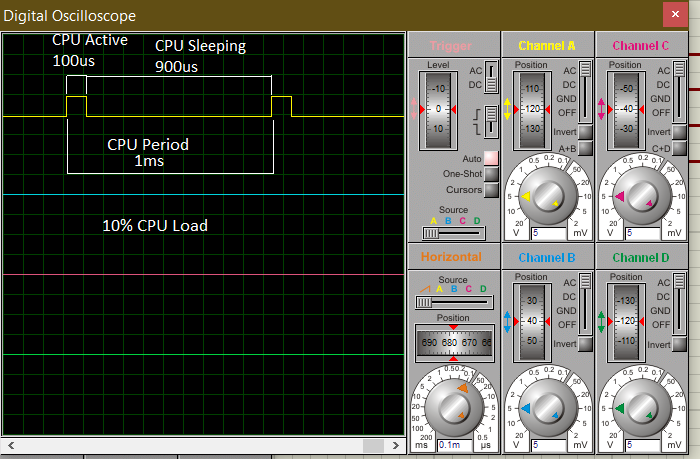 Digital Oscilloscope
CPU Active
100us
CPU Sleeping
900us
CPU Period
1ms
10% CPU Load
Trigger
Level
-10
0
10
AC
DC
Auto
One-Shot
Cursors
Source
A B C D
Channel A
Position
110
120
130
AC
DC
GND
OFF
Invert
A+B
V
5
mV
Channel C
Position
-50
-40
-30
AC
DC
GND
OFF
Invert
C+D
V
5
mV
Horizontal
Source
A B C D
Position
690 680 670 66
ms
0.1m
µs
Channel B
Position
30
40
50
AC
DC
GND
OFF
Invert
V
5
mV
Channel D
Position
-130
-120
-110
AC
DC
GND
OFF
Invert
V
5
mV